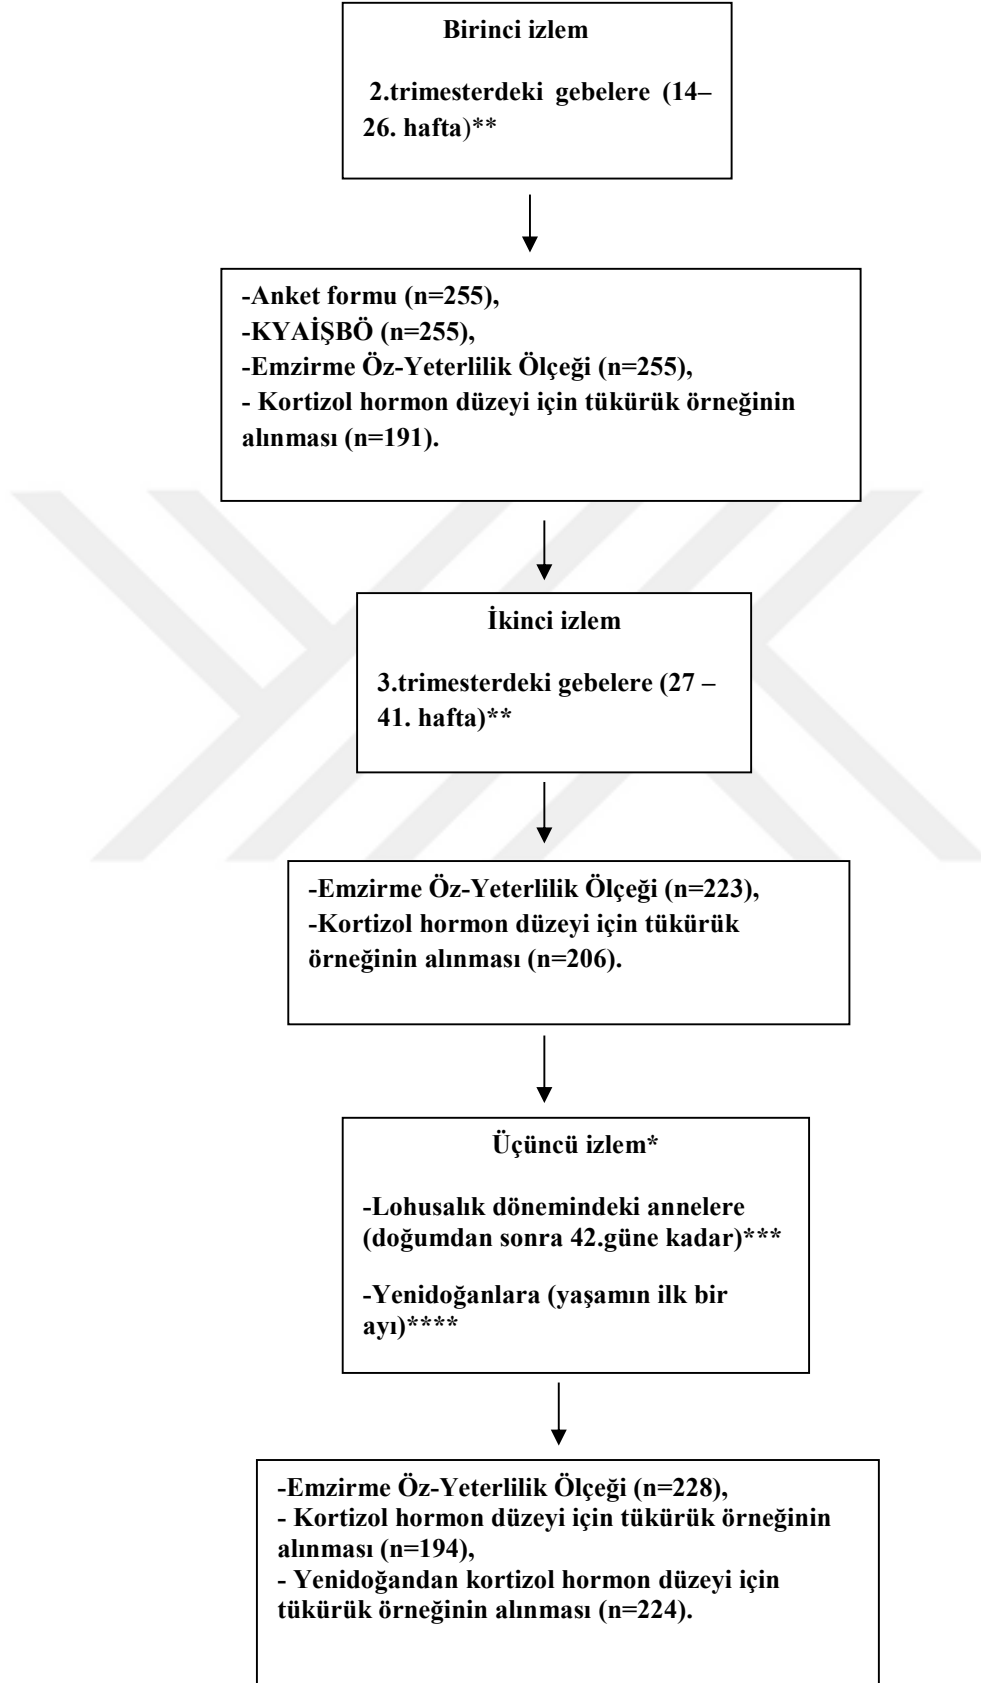 Birinci izlem
2.trimesterdeki gebelere (14–
26. hafta)**
-Anket formu (n=255),
-KYAİŞBÖ (n=255),
-Emzirme Öz-Yeterlilik Ölçeği (n=255),
- Kortizol hormon düzeyi için tükürük örneğinin
alınması (n=191).
İkinci izlem
3.trimesterdeki gebelere (27 –
41. hafta)**
-Emzirme Öz-Yeterlilik Ölçeği (n=223),
-Kortizol hormon düzeyi için tükürük
örneğinin alınması (n=206).
Üçüncü izlem*
-Lohusalık dönemindeki annelere
(doğumdan sonra 42.güne kadar)***
-Yenidoğanlara (yaşamın ilk bir
ayı)****
-Emzirme Öz-Yeterlilik Ölçeği (n=228),
- Kortizol hormon düzeyi için tükürük örneğinin
alınması (n=194),
- Yenidoğandan kortizol hormon düzeyi için
tükürük örneğinin alınması (n=224).